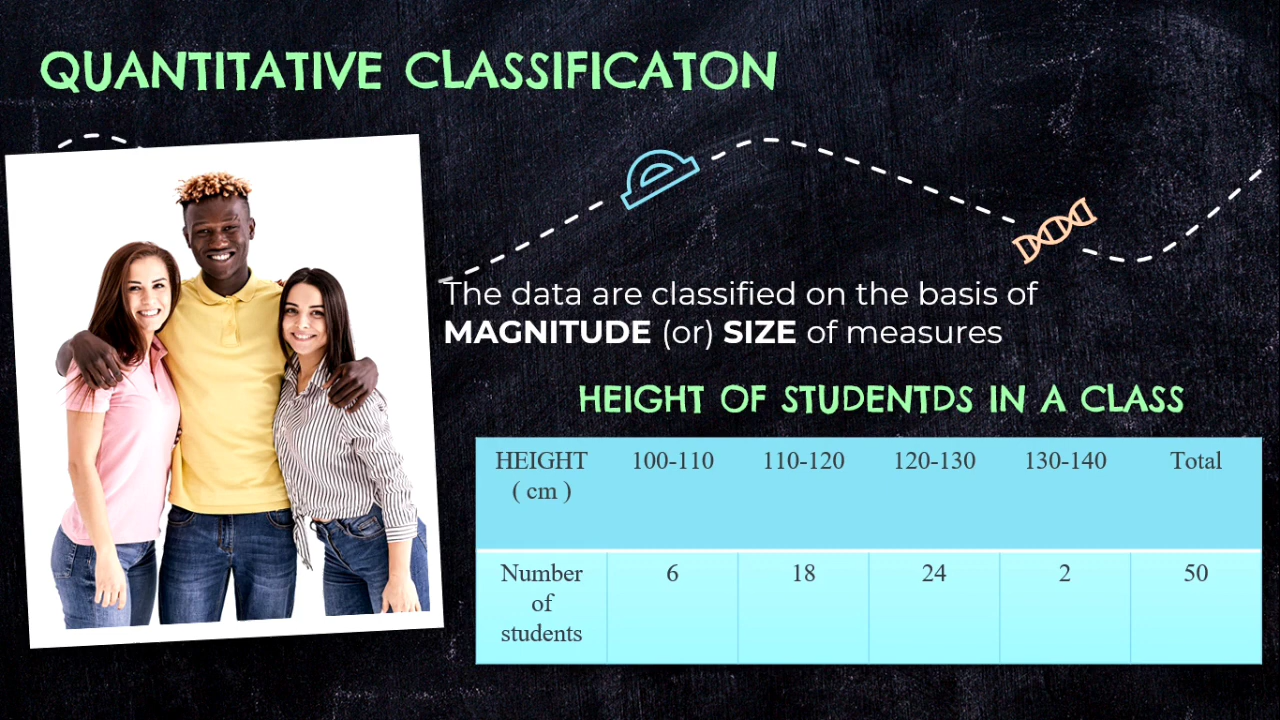 QUANTITATIVE CLASSIFICATON
The data are classified on the basis of
MAGNITUDE (or) SIZE of measures
HEIGHT OF STUDENTDS IN A CLASS
HEIGHT ( cm ) 100-110 110-120 120-130 130-140 Total
Number of students 6 18 24 2 50